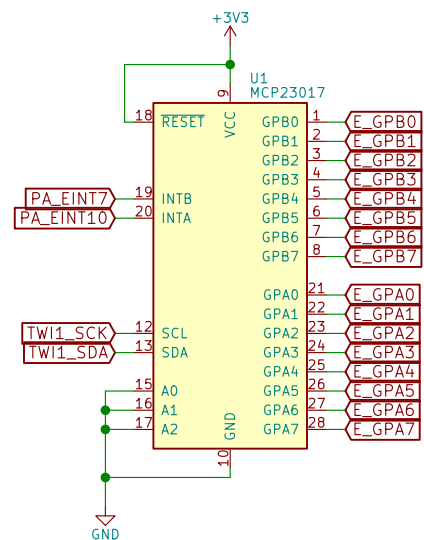 +3V3
U1
MCP23017
9
VCC
18 RESET GPB0 1 E_GPB0
GPB1 2 E_GPB1
GPB2 3 E_GPB2
GPB3 4 E_GPB3
PA_EINT7 19 INTB GPB4 5 E_GPB4
PA_EINT10 20 INTA GPB5 6 E_GPB5
GPB6 7 E_GPB6
GPB7 8 E_GPB7
GPA0 21 E_GPA0
GPA1 22 E_GPA1
TWI1_SCK 12 SCL GPA2 23 E_GPA2
TWI1_SDA 13 SDA GPA3 24 E_GPA3
GPA4 25 E_GPA4
15 A0 GPA5 26 E_GPA5
16 A1 GPA6 27 E_GPA6
17 A2 GPA7 28 E_GPA7
GND
10
GND